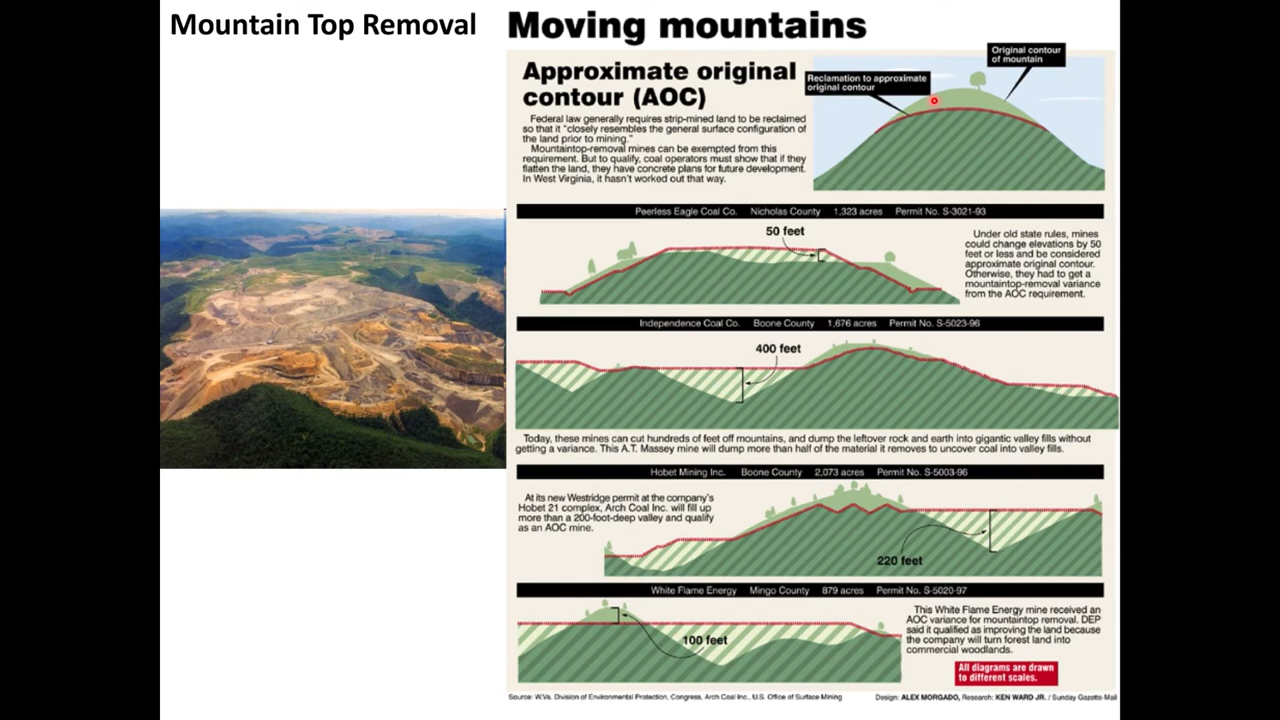 Mountain Top Removal
Moving mountains
Approximate original
contour (AOC)
Federal law generally requires strip-mined land to be reclaimed
so that it "closely resembles the general surface configuration of
the land prior to mining."
Mountaintop-removal mines can be exempted from this
requirement. But to qualify, coal operators must show that if they
flatten the land, they have concrete plans for future development.
In West Virginia, it hasn't worked out that way.
Reclamation to approximate
original contour
Original contour
of mountain
Peerless Eagle Coal Co. Nicholas County 1,323 acres Permit No. S-3021-93
50 feet
Under old state rules, mines
could change elevations by 50
feet or less and be considered
approximate original contour.
Otherwise, they had to get a
mountaintop-removal variance
from the AOC requirement.
Independence Coal Co. Boone County 1,676 acres Permit No. S-5023-96
400 feet
Today, these mines can cut hundreds of feet off mountains, and dump the leftover rock and earth into gigantic valley fills without
getting a variance. This A.T. Massey mine will dump more than half of the material it removes to uncover coal into valley fills.
Hobet Mining Inc. Boone County 2,073 acres Permit No. S-5003-96
At its new Westridge permit at the company's
Hobet 21 complex, Arch Coal Inc. will fill up
more than a 200-foot-deep valley and qualify
as an AOC mine.
220 feet
White Flame Energy Mingo County 879 acres Permit No. S-5020-97
100 feet
This White Flame Energy mine received an
AOC variance for mountaintop removal. DEP
said it qualified as improving the land because
the company will turn forest land into
commercial woodlands.
All diagrams are drawn
to different scales.
Source: W.Va. Division of Environmental Protection, Congress, Arch Coal Inc., U.S. Office of Surface Mining
Design: ALEX MORGADO, Research: KEN WARD JR. / Sunday Gazette-Mail